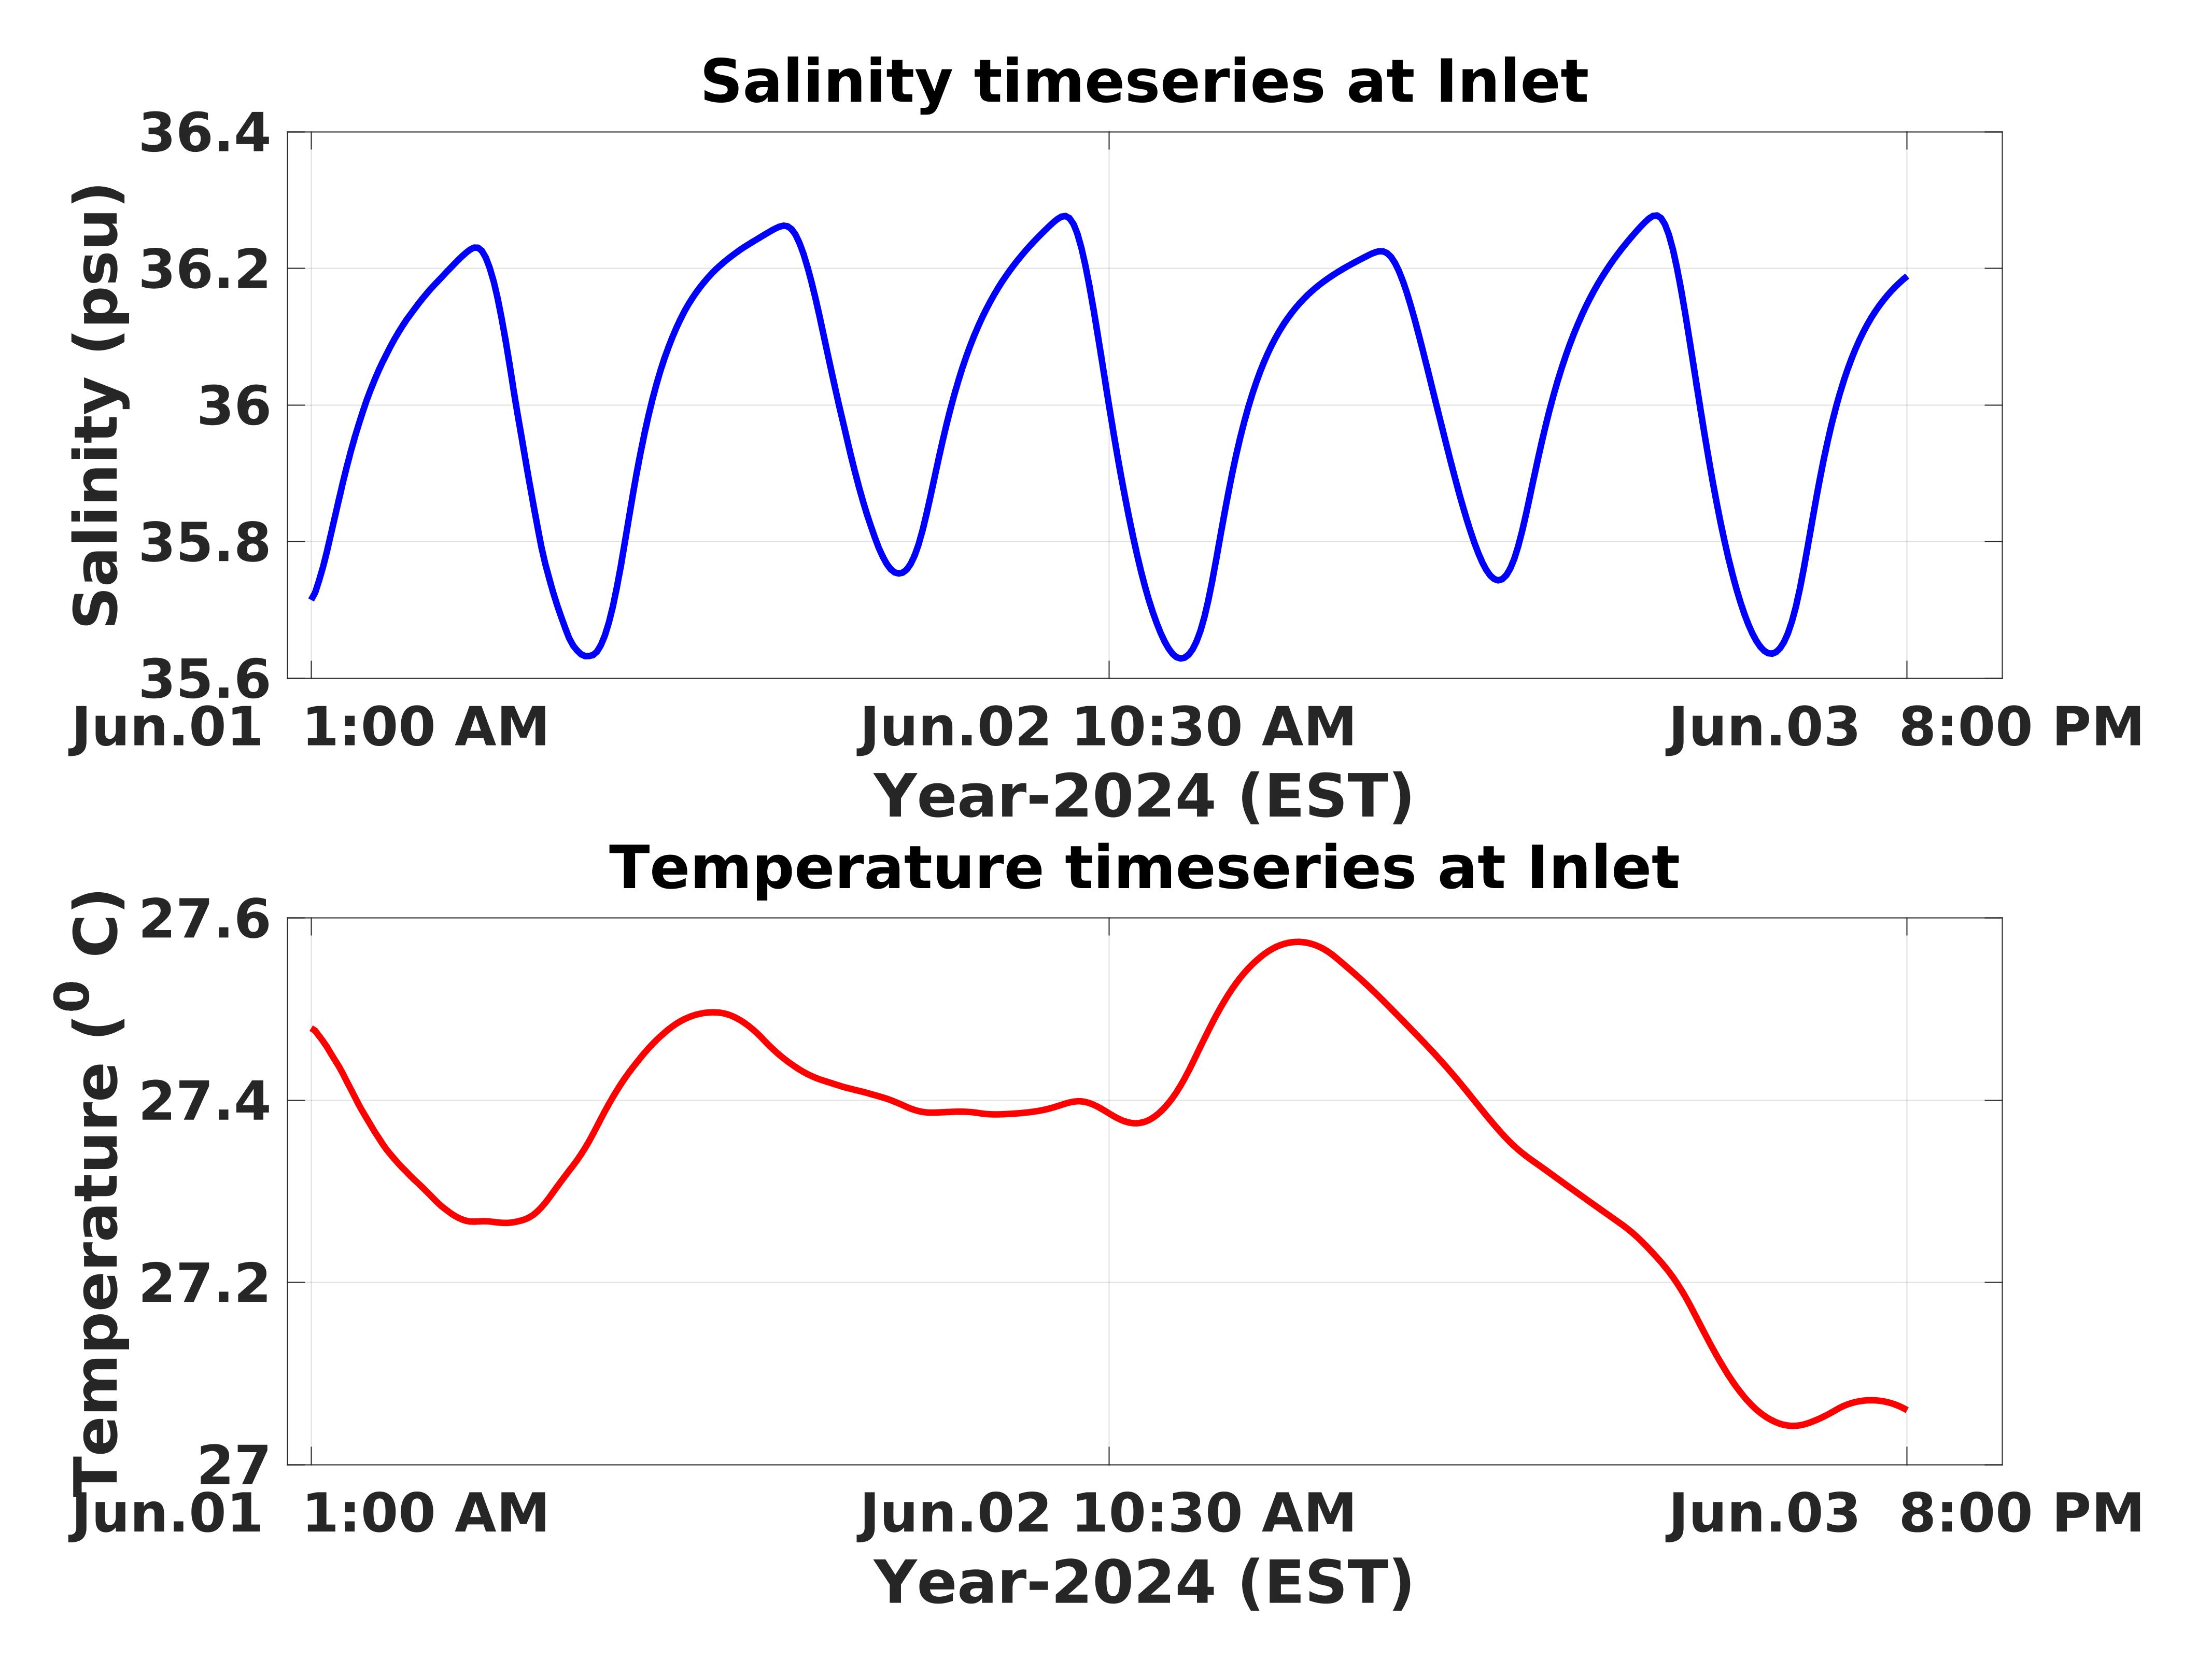 Salinity timeseries at Inlet
Salinity (psu)
36.4
36.2
36
35.8
35.6
Jun.01  1:00 AM
Jun.02 10:30 AM
Jun.03  8:00 PM
Year-2024 (EST)
Temperature timeseries at Inlet
Temperature (⁰ C)
27.6
27.4
27.2
27
Jun.01  1:00 AM
Jun.02 10:30 AM
Jun.03  8:00 PM
Year-2024 (EST)